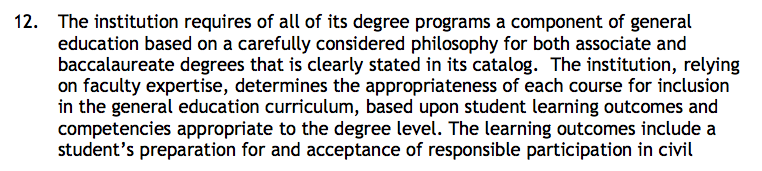 12. The institution requires of all of its degree programs a component of general
education based on a carefully considered philosophy for both associate and
baccalaureate degrees that is clearly stated in its catalog. The institution, relying
on faculty expertise, determines the appropriateness of each course for inclusion
in the general education curriculum, based upon student learning outcomes and
competencies appropriate to the degree level. The learning outcomes include a
student’s preparation for and acceptance of responsible participation in civil